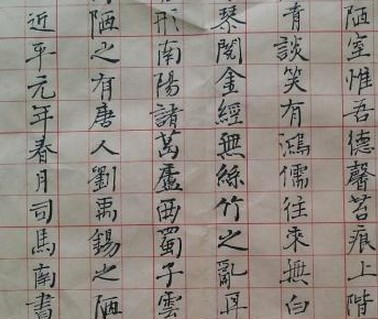 陋室惟吾德馨苔痕上階
青談笑有鴻儒往來無白
琴閱金經無絲竹之亂耳
形南陽諸葛廬西蜀子雲
陋之有唐人劉禹錫之陋
近平元年春月司馬南書